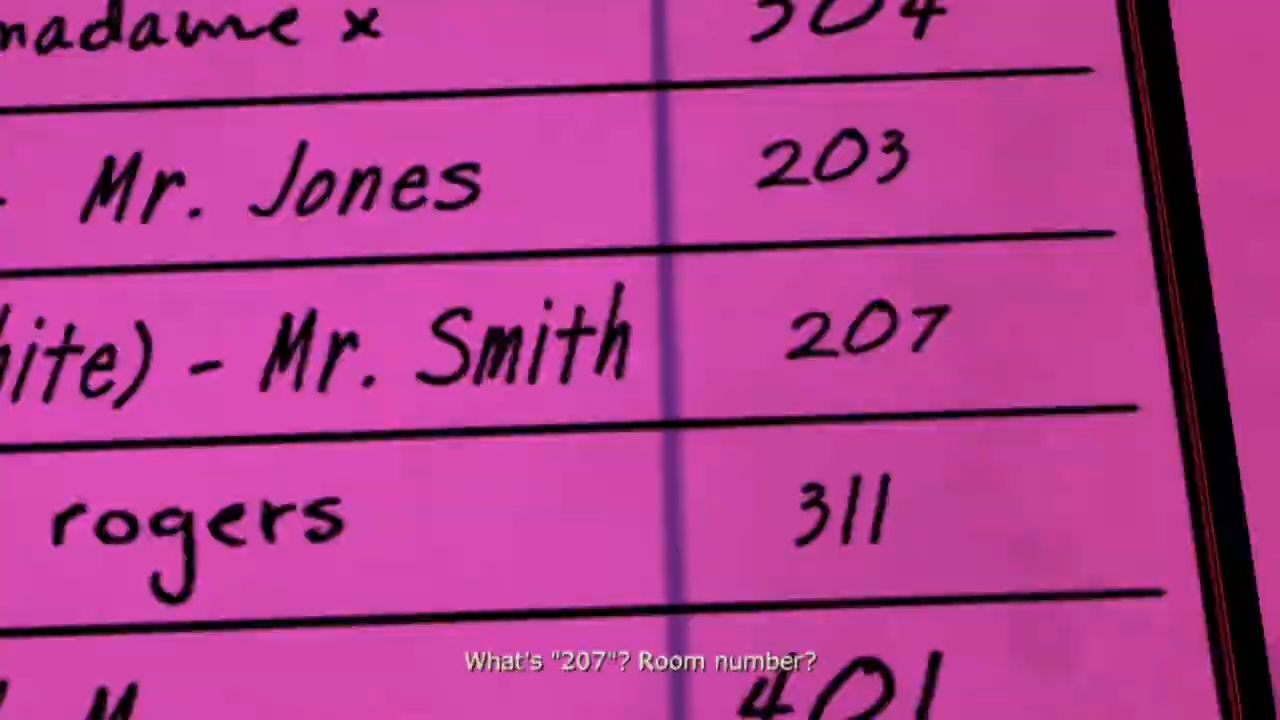 madame x 304
- Mr. Jones 203
hite) - Mr. Smith 207
rogers 311
What's "207"? Room number?
M 401